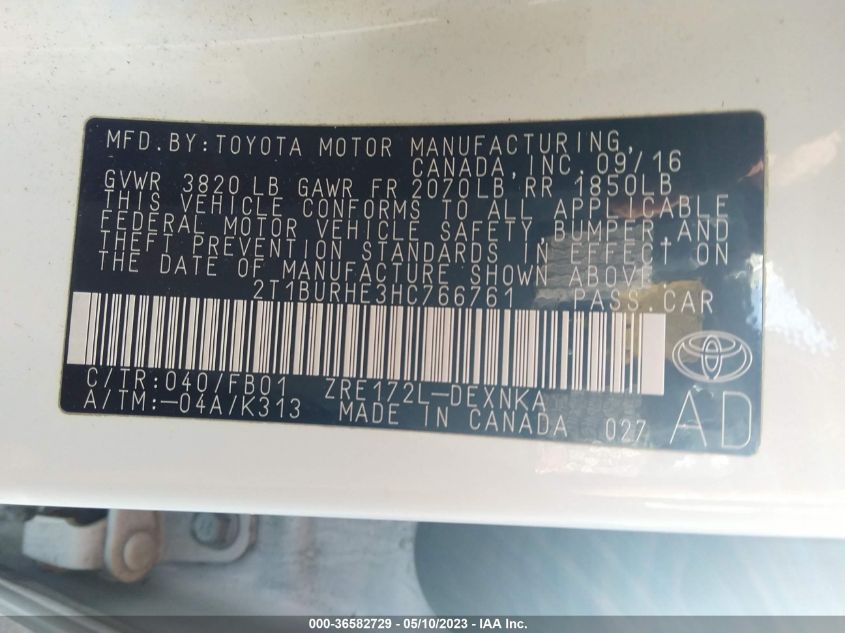 MFD.BY:TOYOTA MOTOR MANUFACTURING,
CANADA,INC.09/16
GVWR 3820 LB GAWR FR 2070LB RR 1850LB
THIS VEHICLE CONFORMS TO ALL APPLICABLE
FEDERAL MOTOR VEHICLE SAFETY,BUMPER,AND
THEFT PREVENTION STANDARDS IN EFFECT ON
THE DATE OF MANUFACTURE SHOWN ABOVE.
2T1BURHE3HC766761 PASS.CAR
C/TR:040/FB01 ZRE172L-DEXNKA
A/TM:-04A/K313 MADE IN CANADA 027 AD
000-36582729 - 05/10/2023 - IAA Inc.